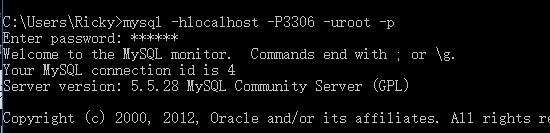 C:\Users\Ricky>mysql -hlocalhost -P3306 -uroot -p
Enter password: ******
Welcome to the MySQL monitor.  Commands end with ; or \g.
Your MySQL connection id is 4
Server version: 5.5.28 MySQL Community Server (GPL)
Copyright (c) 2000, 2012, Oracle and/or its affiliates. All rights re